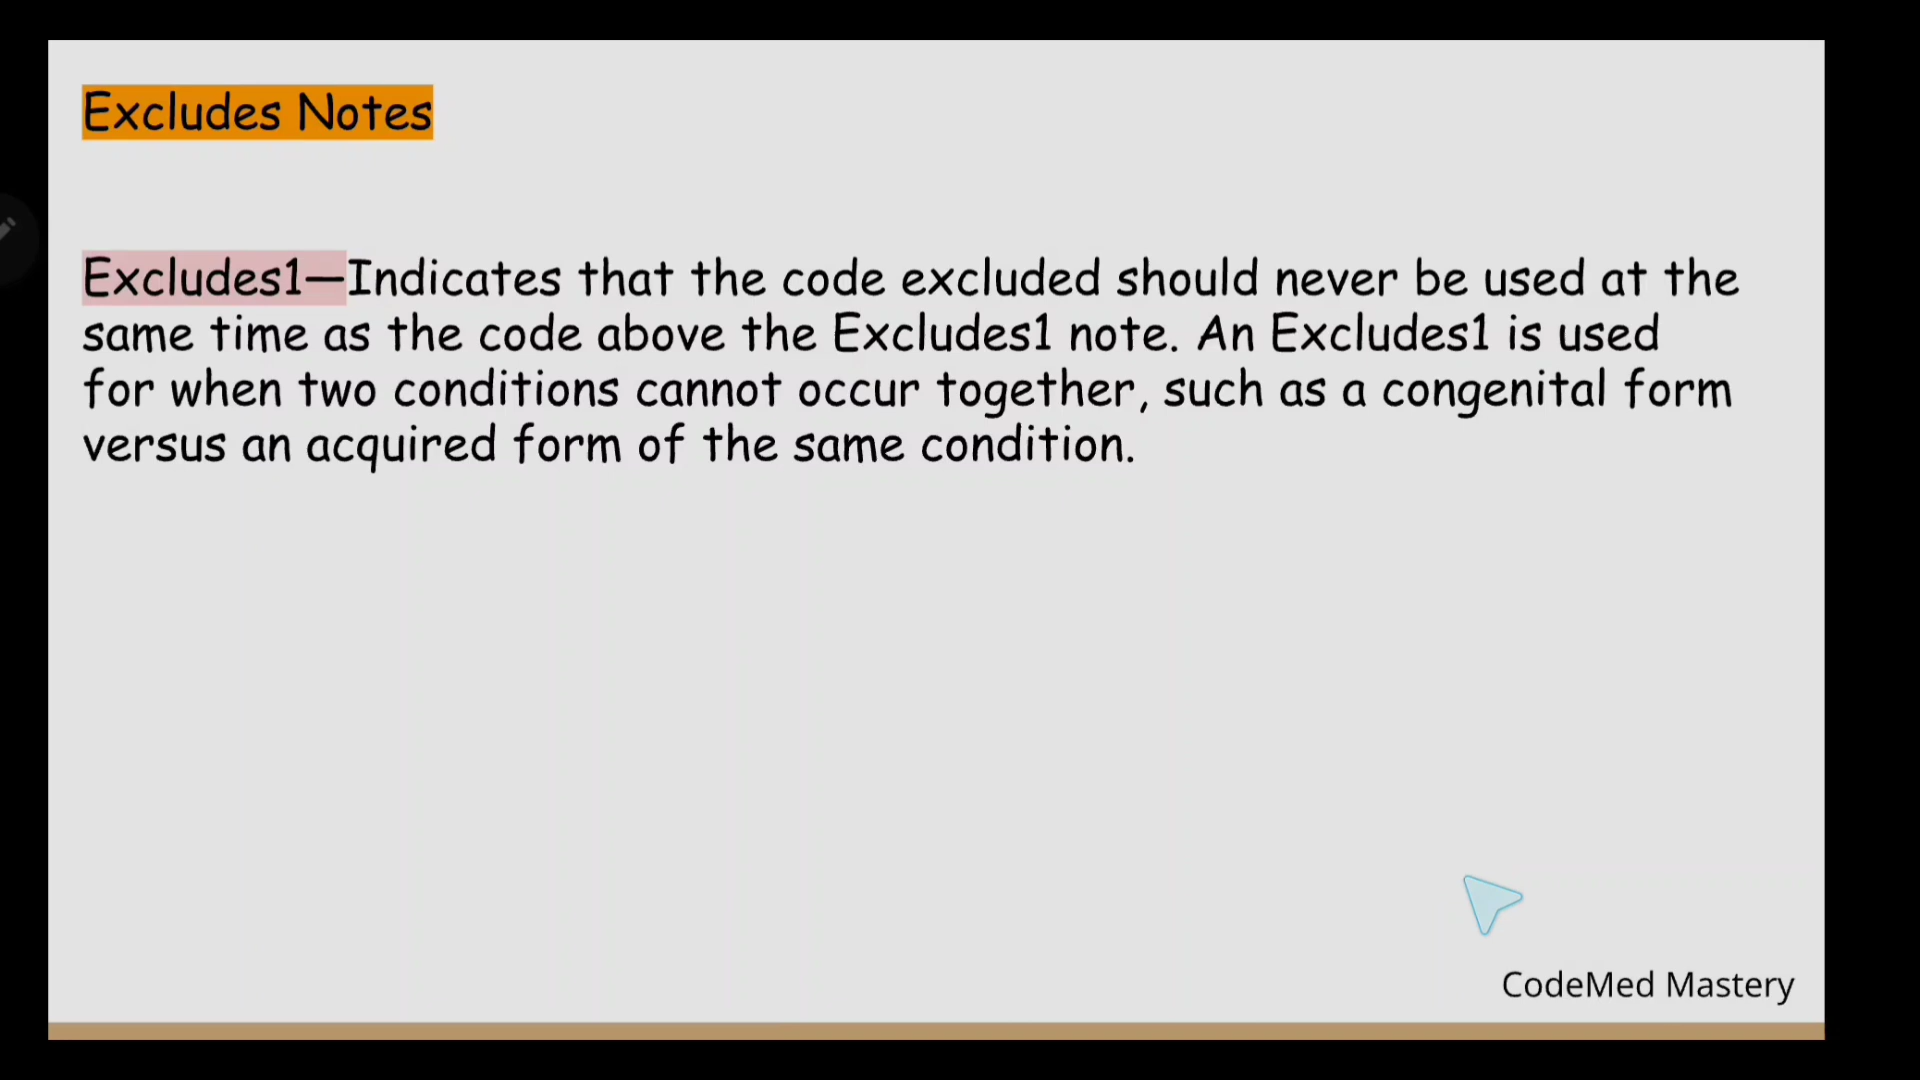 Excludes Notes
Excludes1—Indicates that the code excluded should never be used at the
same time as the code above the Excludes1 note. An Excludes1 is used
for when two conditions cannot occur together, such as a congenital form
versus an acquired form of the same condition.
CodeMed Mastery